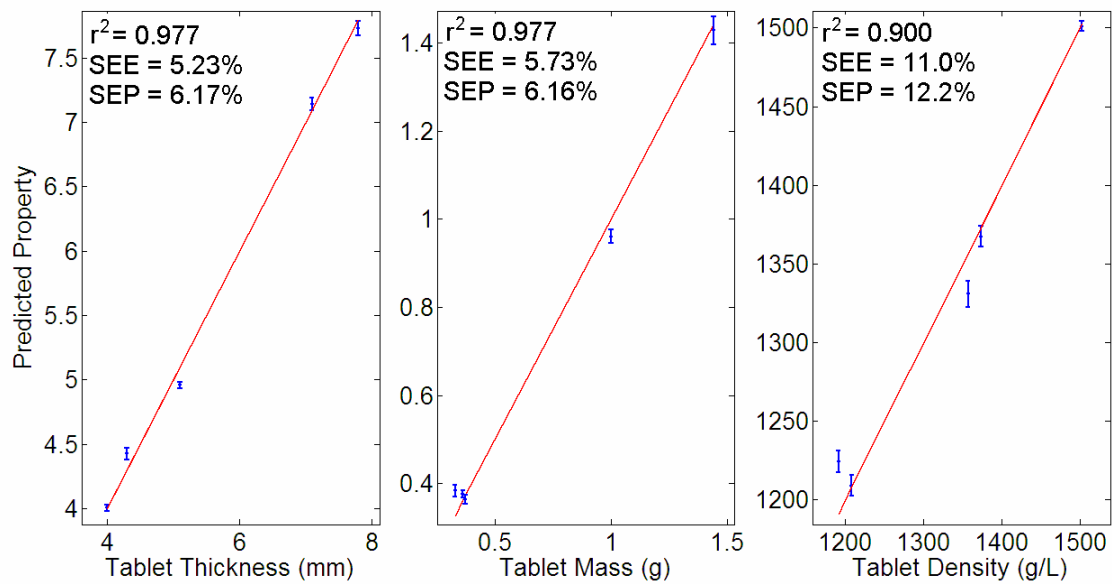 r² = 0.977
SEE = 5.23%
SEP = 6.17%
7.5
7
6.5
6
5.5
5
4.5
4
4
6
8
Predicted Property
Tablet Thickness (mm)
r² = 0.977
SEE = 5.73%
SEP = 6.16%
1.4
1.2
1
0.8
0.6
0.4
0.5
1
1.5
Tablet Mass (g)
r² = 0.900
SEE = 11.0%
SEP = 12.2%
1500
1450
1400
1350
1300
1250
1200
1200
1300
1400
1500
Tablet Density (g/L)